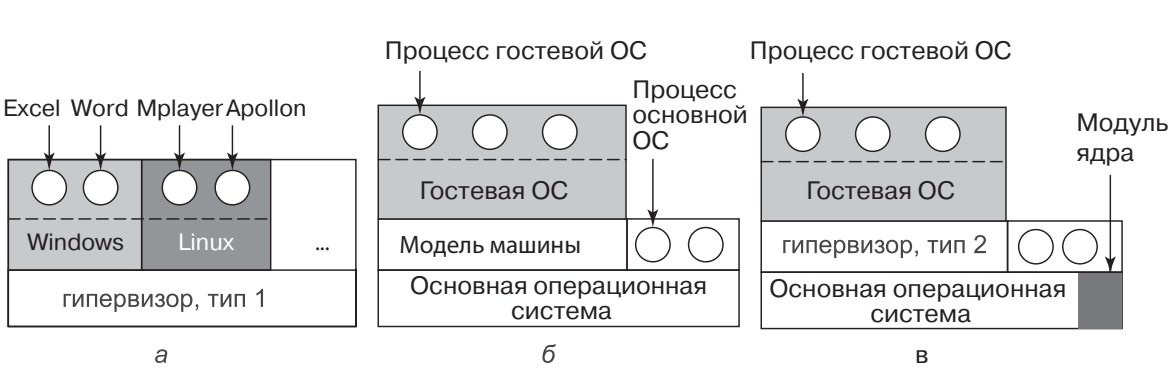 Excel Word Mplayer Apollon
Windows
Linux
...
гипервизор, тип 1
а
Процесс гостевой ОС
Процесс
основной
ОС
Гостевая ОС
Модель машины
Основная операционная
система
б
Процесс гостевой ОС
Модуль
ядра
Гостевая ОС
гипервизор, тип 2
Основная операционная
система
в